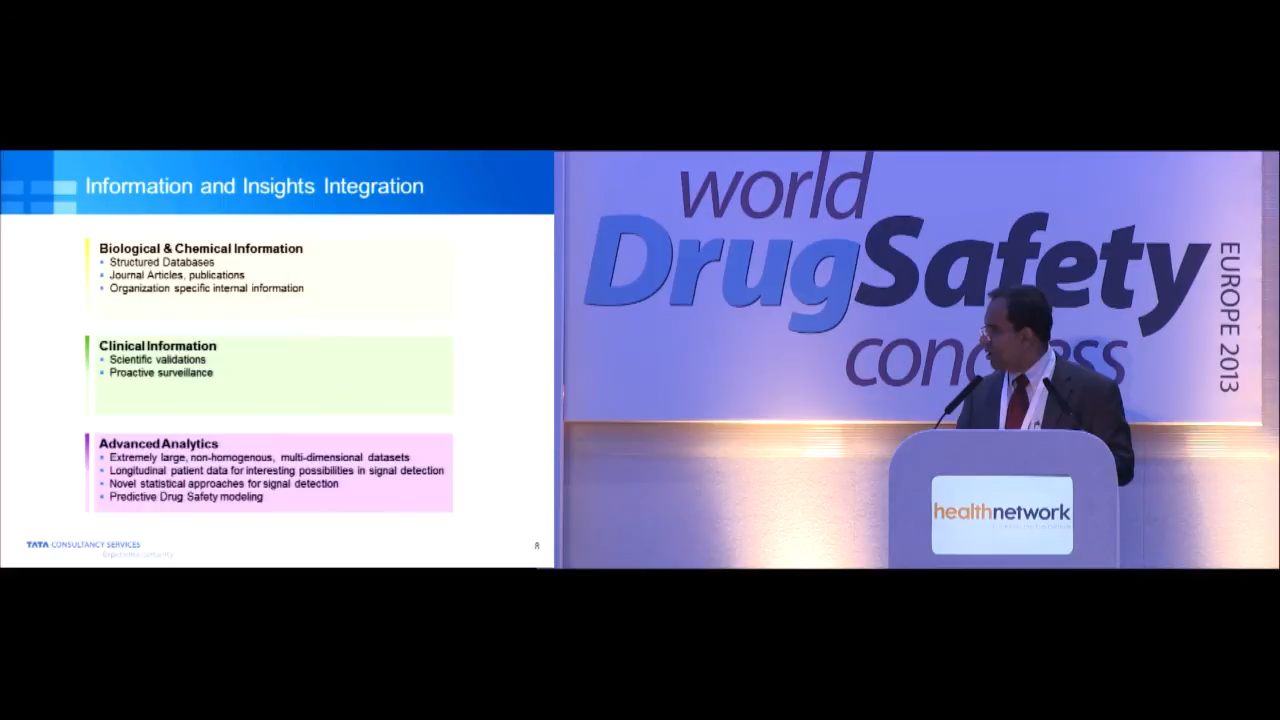 Information and Insights Integration
Biological & Chemical Information
Structured Databases
Journal Articles, publications
Organization specific internal information
Clinical Information
Scientific validations
Proactive surveillance
Advanced Analytics
Extremely large, non-homogenous, multi-dimensional datasets
Longitudinal patient data for interesting possibilities in signal detection
Novel statistical approaches for signal detection
Predictive Drug Safety modeling
TATA CONSULTANCY SERVICES
Experience certainty
8
world
DrugSafety
EUROPE 2013
healthnetwork